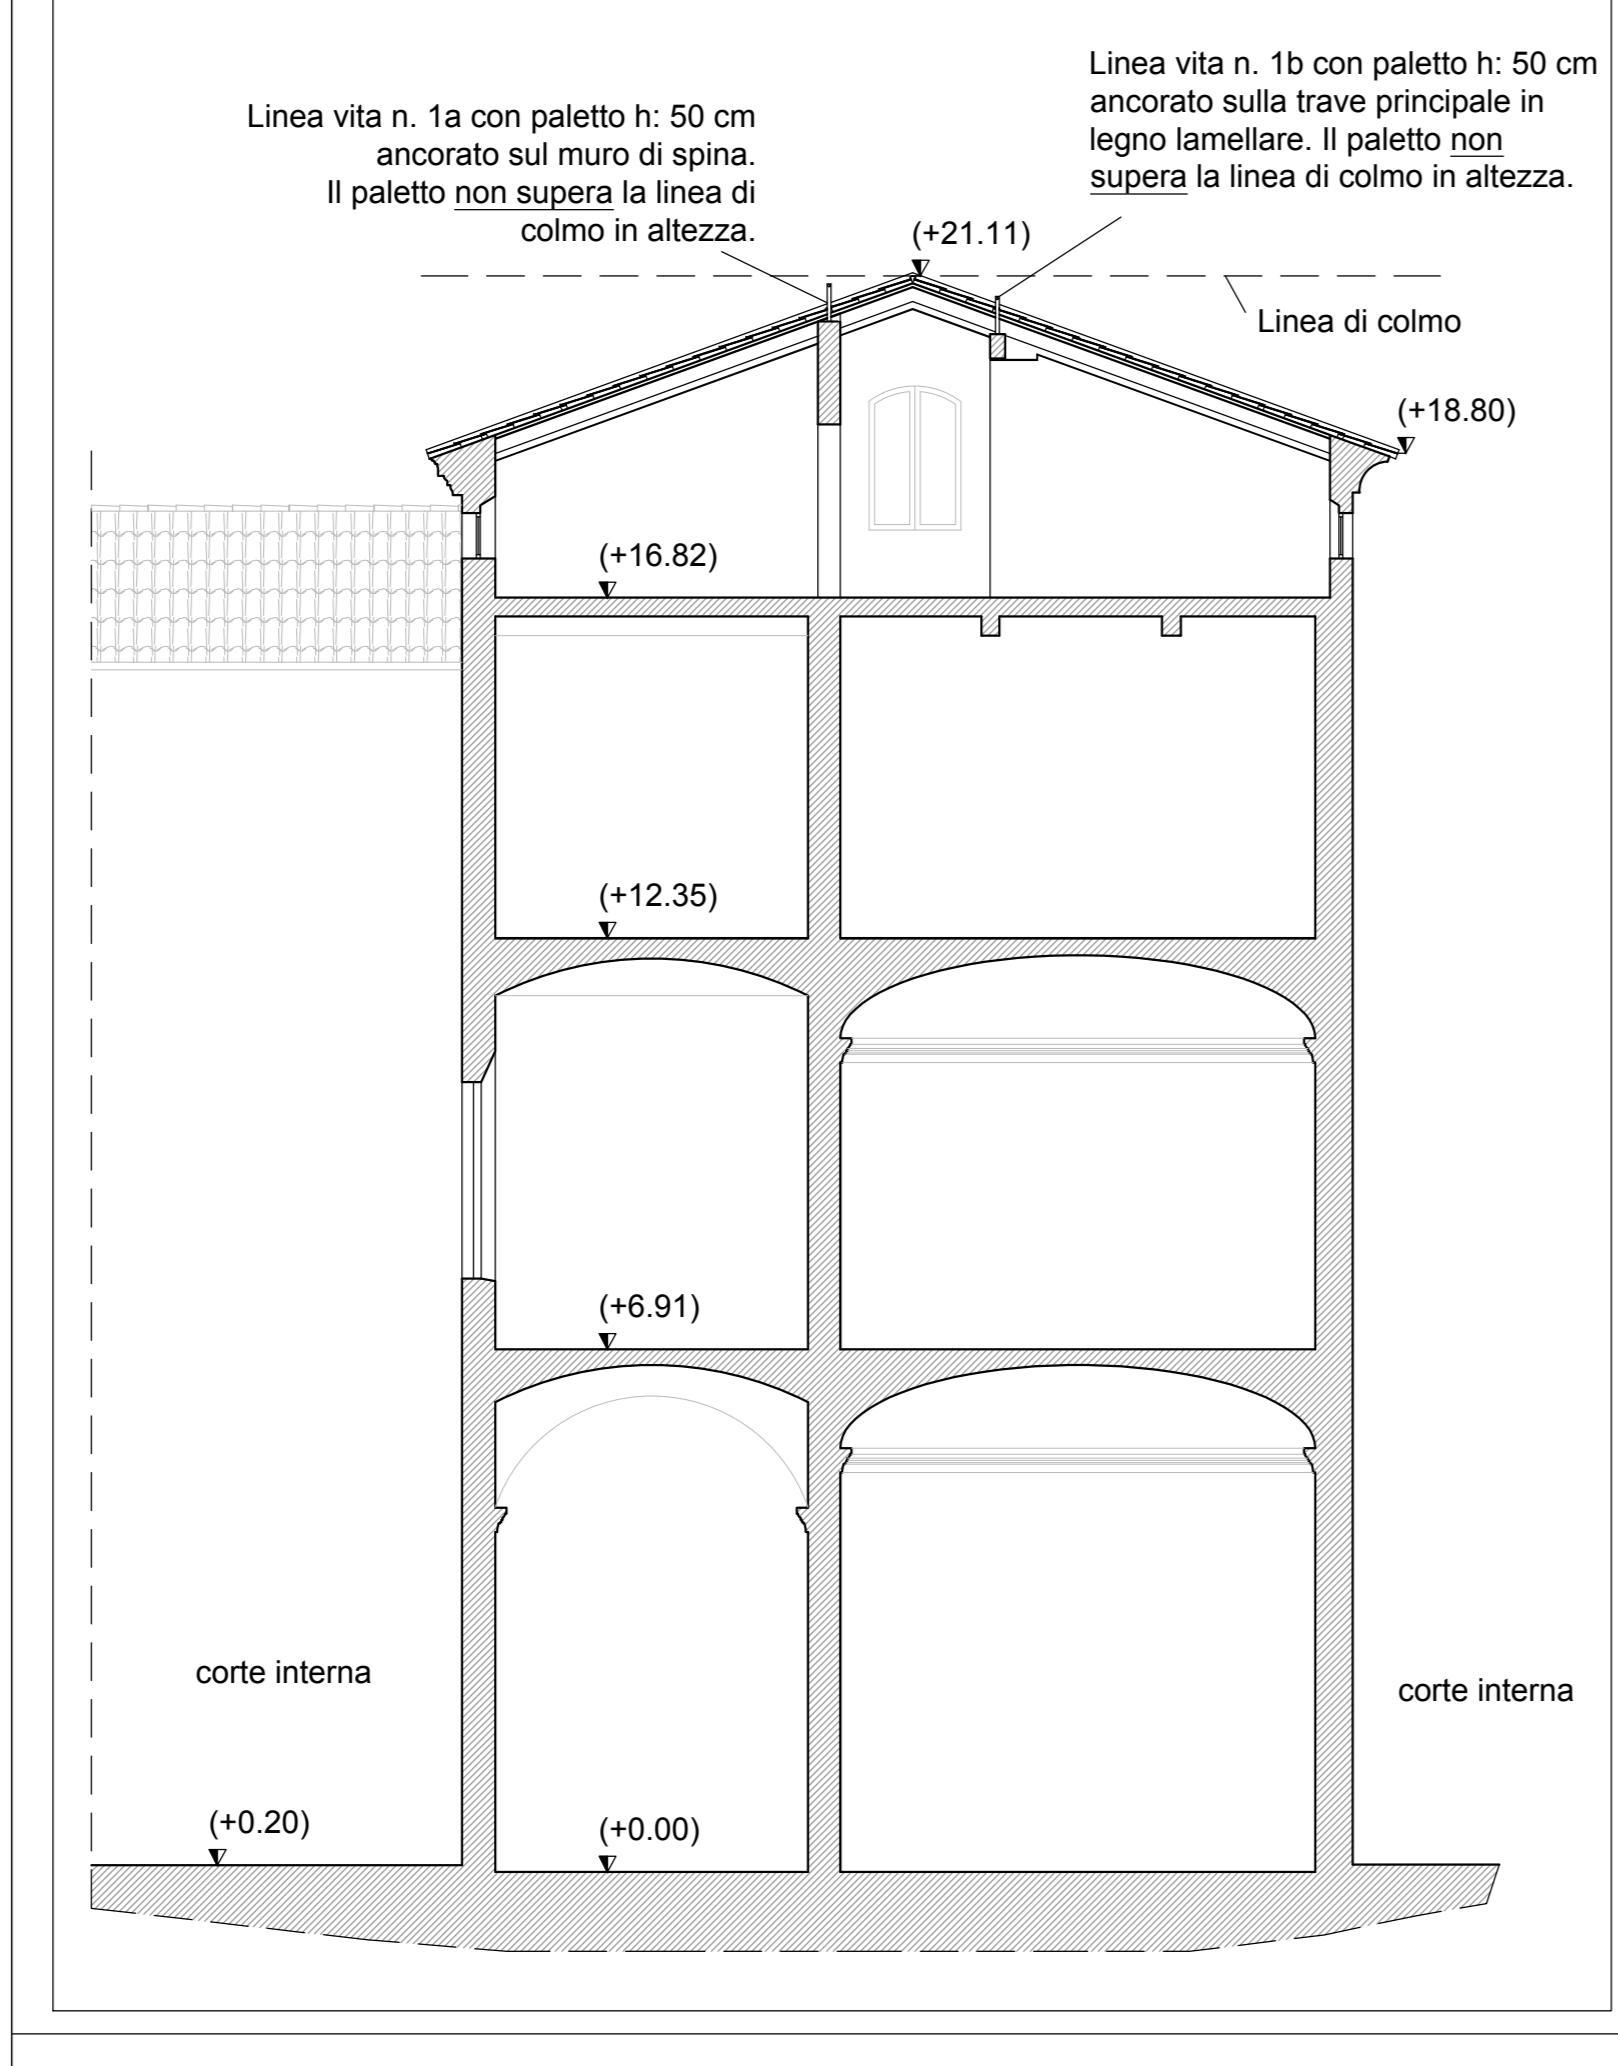 Linea vita n. 1a con paletto h: 50 cm
ancorato sul muro di spina.
Il paletto non supera la linea di
colmo in altezza.
Linea vita n. 1b con paletto h: 50 cm
ancorato sulla trave principale in
legno lamellare. Il paletto non
supera la linea di colmo in altezza.
(+21.11)
Linea di colmo
(+18.80)
(+16.82)
(+12.35)
(+6.91)
corte interna
corte interna
(+0.20)
(+0.00)